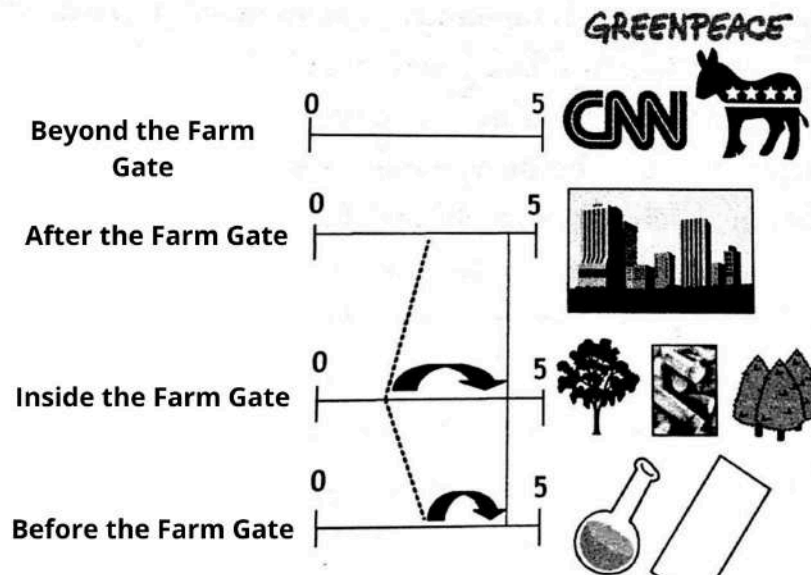 GREENPEACE
0 5
Beyond the Farm
Gate
CNN
0 5
After the Farm Gate
0 5
Inside the Farm Gate
0 5
Before the Farm Gate